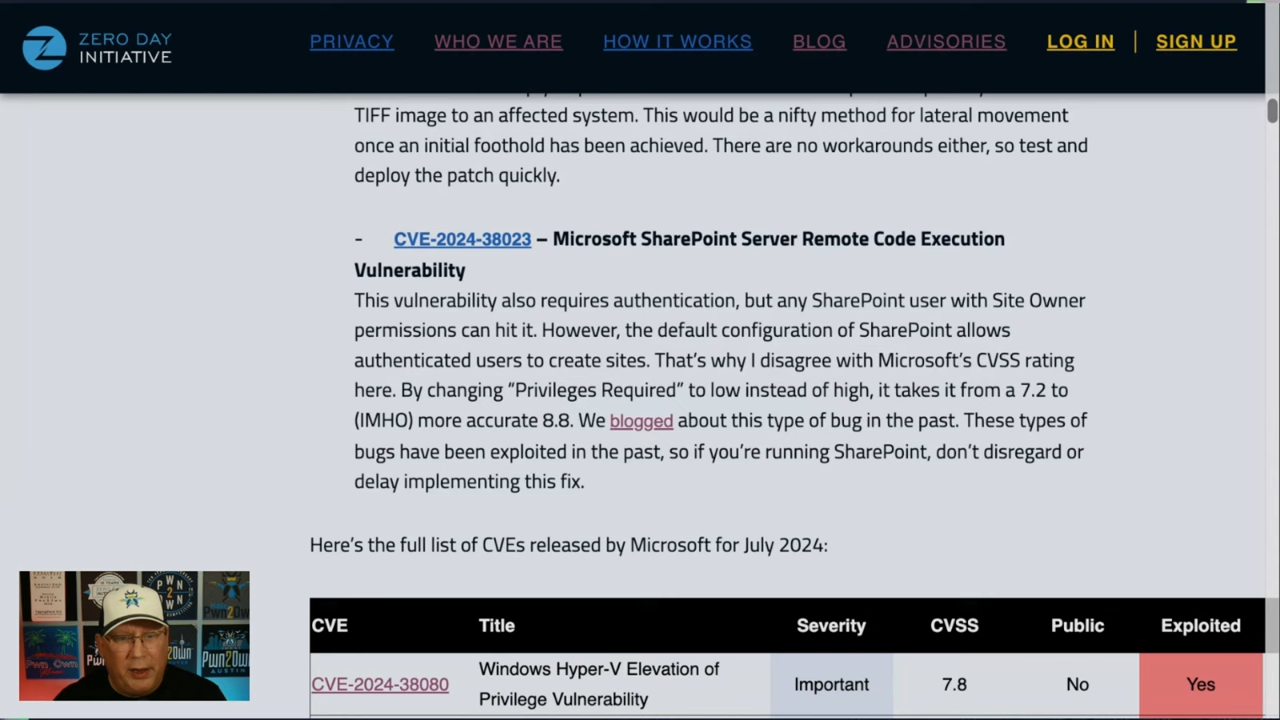 ZERO DAY
INITIATIVE
PRIVACY WHO WE ARE HOW IT WORKS BLOG ADVISORIES LOG IN | SIGN UP
TIFF image to an affected system. This would be a nifty method for lateral movement
once an initial foothold has been achieved. There are no workarounds either, so test and
deploy the patch quickly.
- CVE-2024-38023 – Microsoft SharePoint Server Remote Code Execution
Vulnerability
This vulnerability also requires authentication, but any SharePoint user with Site Owner
permissions can hit it. However, the default configuration of SharePoint allows
authenticated users to create sites. That's why I disagree with Microsoft's CVSS rating
here. By changing “Privileges Required” to low instead of high, it takes it from a 7.2 to
(IMHO) more accurate 8.8. We blogged about this type of bug in the past. These types of
bugs have been exploited in the past, so if you're running SharePoint, don't disregard or
delay implementing this fix.
Here's the full list of CVEs released by Microsoft for July 2024:
CVE Title Severity CVSS Public Exploited
CVE-2024-38080 Windows Hyper-V Elevation of
Privilege Vulnerability Important 7.8 No Yes
PWN
2
OWN
Pwn2Own
Pwn Own
Pwn2Own
AUSTIN